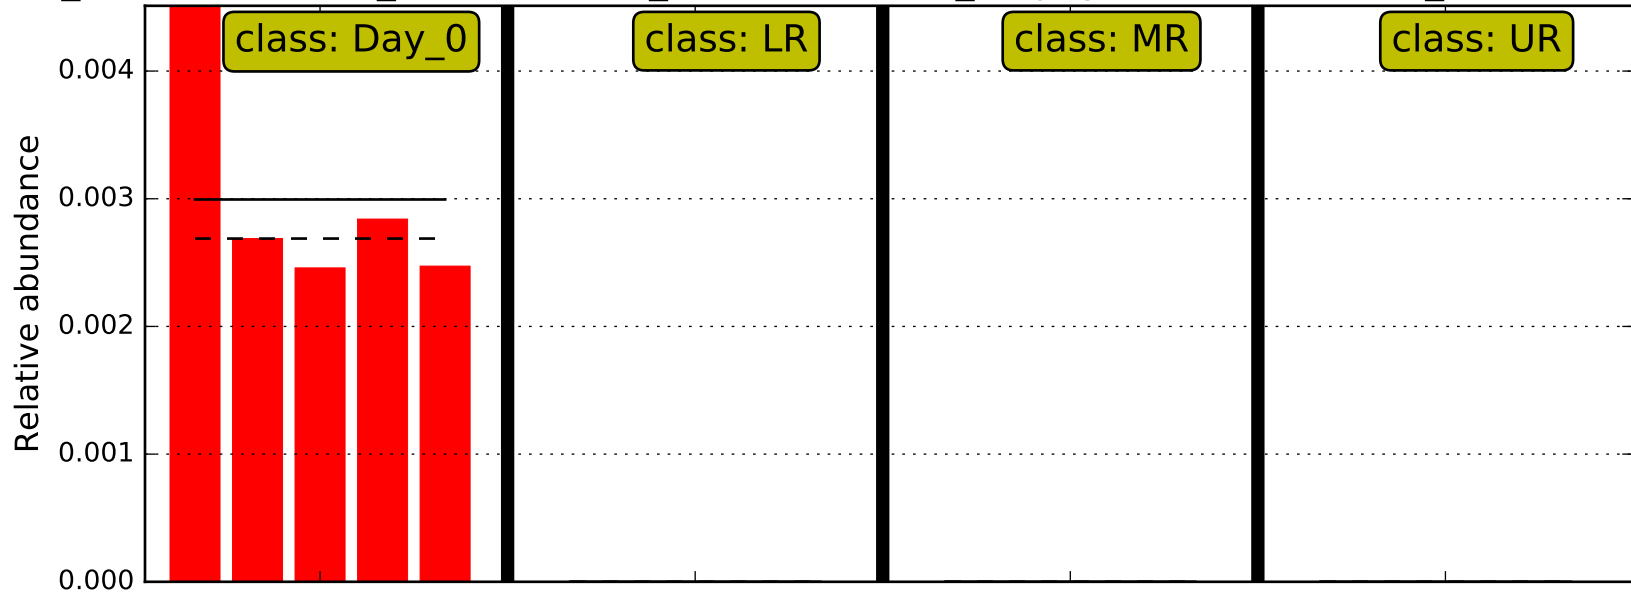 class: Day_0
class: LR
class: MR
class: UR
0.004
0.003
0.002
0.001
0.000
Relative abundance